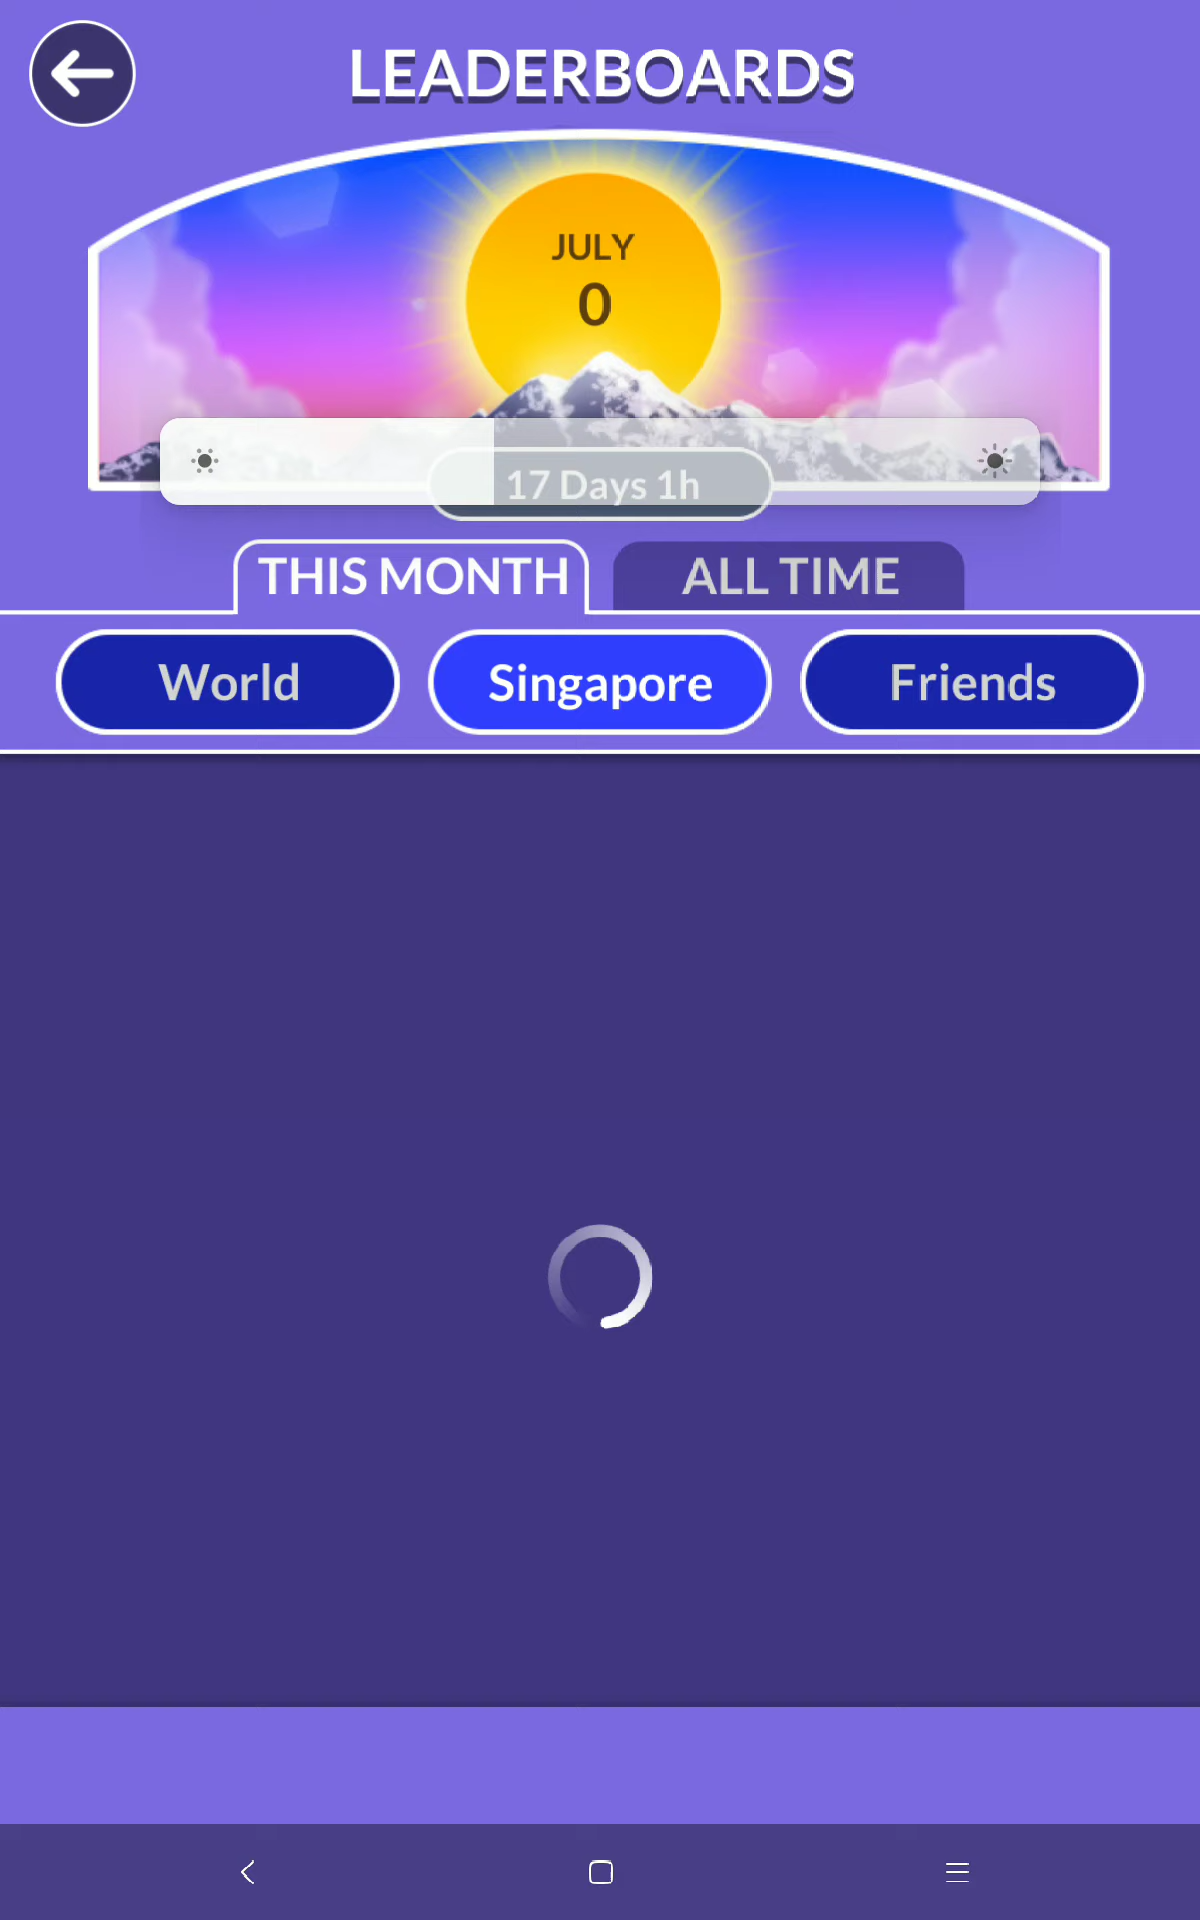 LEADERBOARDS
JULY
0
17 Days 1h
THIS MONTH
ALL TIME
World
Singapore
Friends